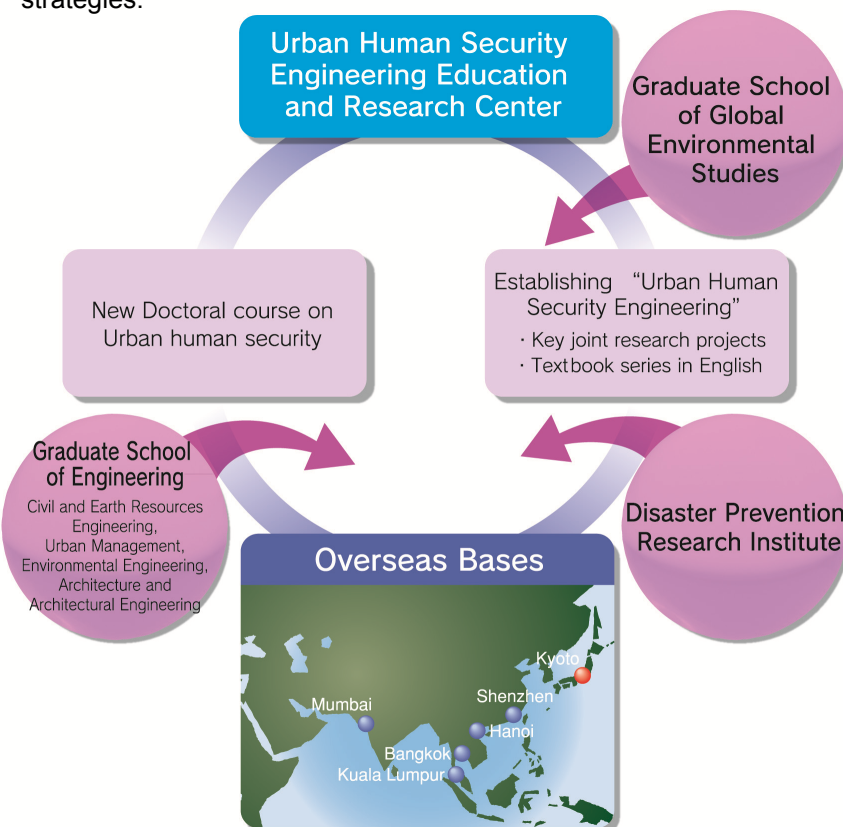 strategies.
Urban Human Security
Engineering Education
and Research Center
Graduate School
of Global
Environmental
Studies
New Doctoral course on
Urban human security
Establishing “Urban Human
Security Engineering”
・Key joint research projects
・Textbook series in English
Graduate School
of Engineering
Civil and Earth Resources
Engineering,
Urban Management,
Environmental Engineering,
Architecture and
Architectural Engineering
Disaster Prevention
Research Institute
Overseas Bases
Kyoto
Shenzhen
Mumbai
Hanoi
Bangkok
Kuala Lumpur